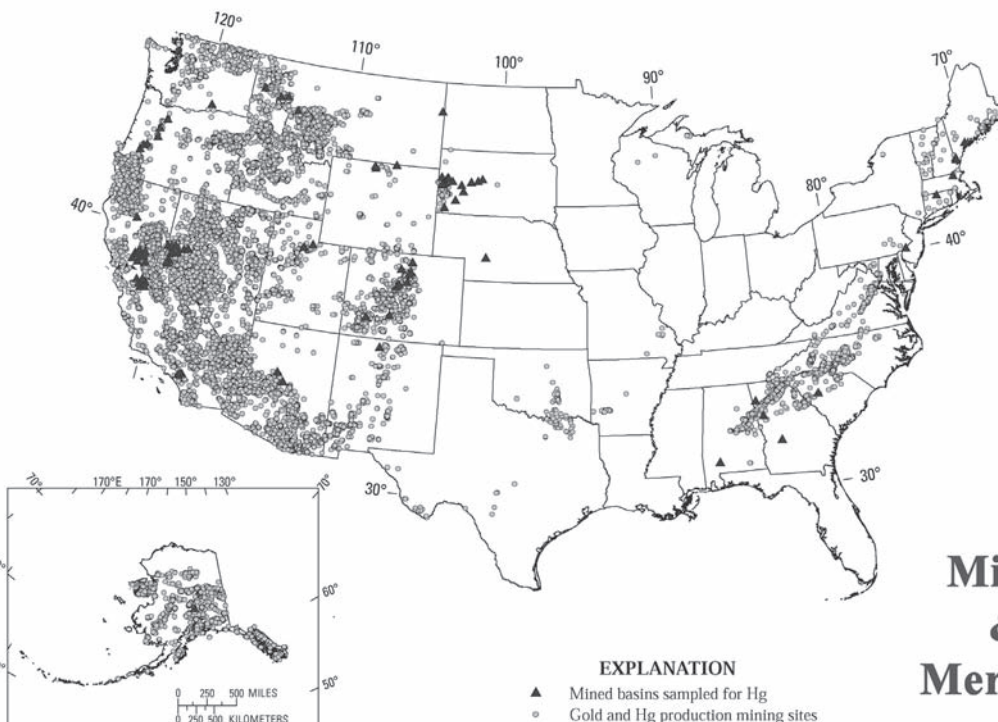 120°
110°
100°
90°
70°
80°
40°
40°
30°
30°
70°
170°E 170° 150° 130°
70°
60°
50°
0 250 500 MILES
0 250 500 KILOMETERS
EXPLANATION
▲ Mined basins sampled for Hg
○ Gold and Hg production mining sites
Mi
Mer